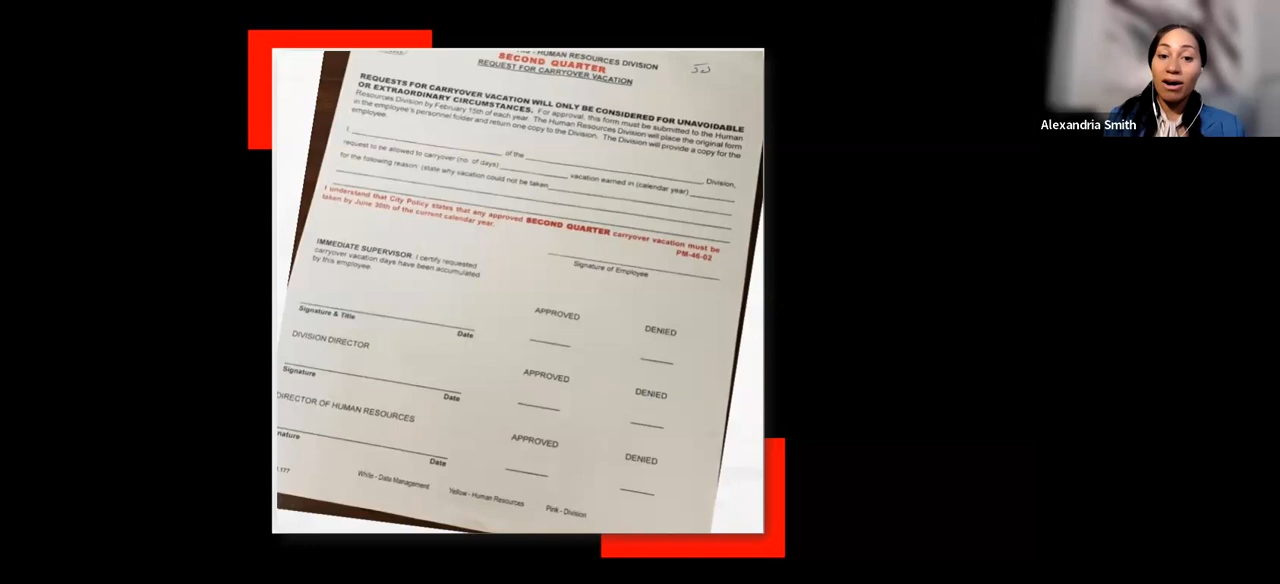 HUMAN RESOURCES DIVISION
SECOND QUARTER
REQUEST FOR CARRYOVER VACATION
REQUESTS FOR CARRYOVER VACATION WILL ONLY BE CONSIDERED FOR UNAVOIDABLE
OR EXTRAORDINARY CIRCUMSTANCES. For approval, this form must be submitted to the Human
Resources Division by February 15th of each year. The Human Resources Division will place the original form
in the employee's personnel folder and return one copy to the Division. The Division will provide a copy for the
employee.
I, of the Division,
request to be allowed to carryover (no. of days) vacation earned in (calendar year)
for the following reason: (state why vacation could not be taken
I understand that City Policy states that any approved SECOND QUARTER carryover vacation must be
taken by June 30th of the current calendar year. PM-46-02
Signature of Employee
IMMEDIATE SUPERVISOR: I certify requested
carryover vacation days have been accumulated
by this employee.
APPROVED DENIED
Signature & Title Date
DIVISION DIRECTOR
APPROVED DENIED
Signature Date
DIRECTOR OF HUMAN RESOURCES
APPROVED DENIED
nature Date
177
White - Data Management Yellow - Human Resources Pink - Division
Alexandria Smith